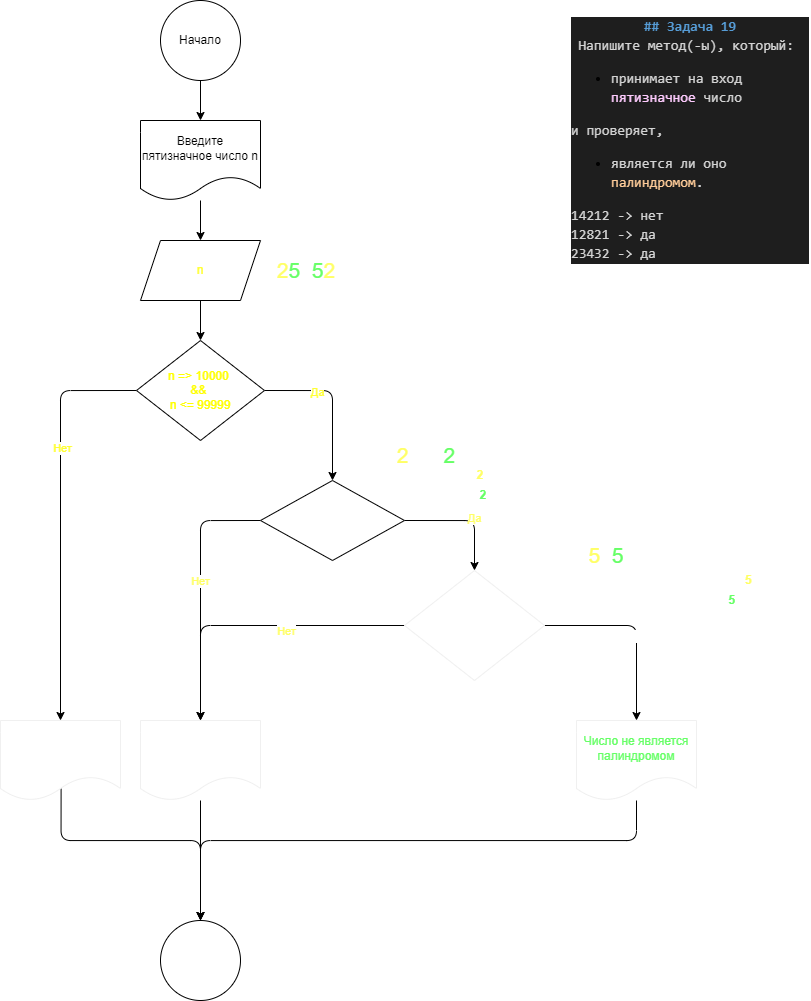 Начало
## Задача 19
Напишите метод(-ы), который:
принимает на вход
пятизначное число
и проверяет,
является ли оно
палиндромом.
14212 -> нет
12821 -> да
23432 -> да
Введите
пятизначное число n
n
25 52
n => 10000
&&
n <= 99999
Да
Нет
2 2
2
2
Да
Нет
5 5
5
5
Нет
Число не является
палиндромом